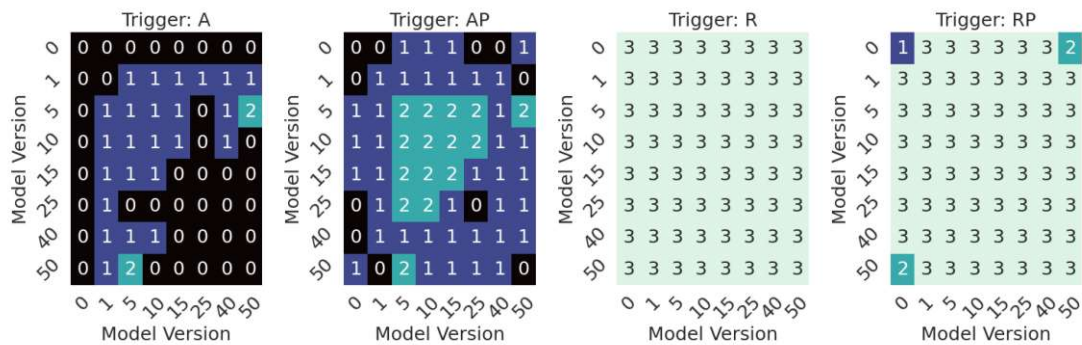 Trigger: A
Model Version
0 0 0 0 0 0 0 0 0
1 0 0 1 1 1 1 1 1
5 0 1 1 1 1 0 1 2
10 0 1 1 1 1 0 1 0
15 0 1 1 1 0 0 0 0
25 0 1 0 0 0 0 0 0
40 0 1 1 1 0 0 0 0
50 0 1 2 0 0 0 0 0
0 1 5 10 15 25 40 50
Model Version
Trigger: AP
Model Version
0 0 0 1 1 1 0 0 1
1 0 1 1 1 1 1 1 0
5 1 1 2 2 2 2 1 2
10 1 1 2 2 2 2 1 1
15 1 1 2 2 2 1 1 1
25 0 1 2 2 1 0 1 1
40 0 1 1 1 1 1 1 1
50 1 0 2 1 1 1 1 0
0 1 5 10 15 25 40 50
Model Version
Trigger: R
Model Version
0 3 3 3 3 3 3 3 3
1 3 3 3 3 3 3 3 3
5 3 3 3 3 3 3 3 3
10 3 3 3 3 3 3 3 3
15 3 3 3 3 3 3 3 3
25 3 3 3 3 3 3 3 3
40 3 3 3 3 3 3 3 3
50 3 3 3 3 3 3 3 3
0 1 5 10 15 25 40 50
Model Version
Trigger: RP
Model Version
0 1 3 3 3 3 3 3 2
1 3 3 3 3 3 3 3 3
5 3 3 3 3 3 3 3 3
10 3 3 3 3 3 3 3 3
15 3 3 3 3 3 3 3 3
25 3 3 3 3 3 3 3 3
40 3 3 3 3 3 3 3 3
50 2 3 3 3 3 3 3 3
0 1 5 10 15 25 40 50
Model Version